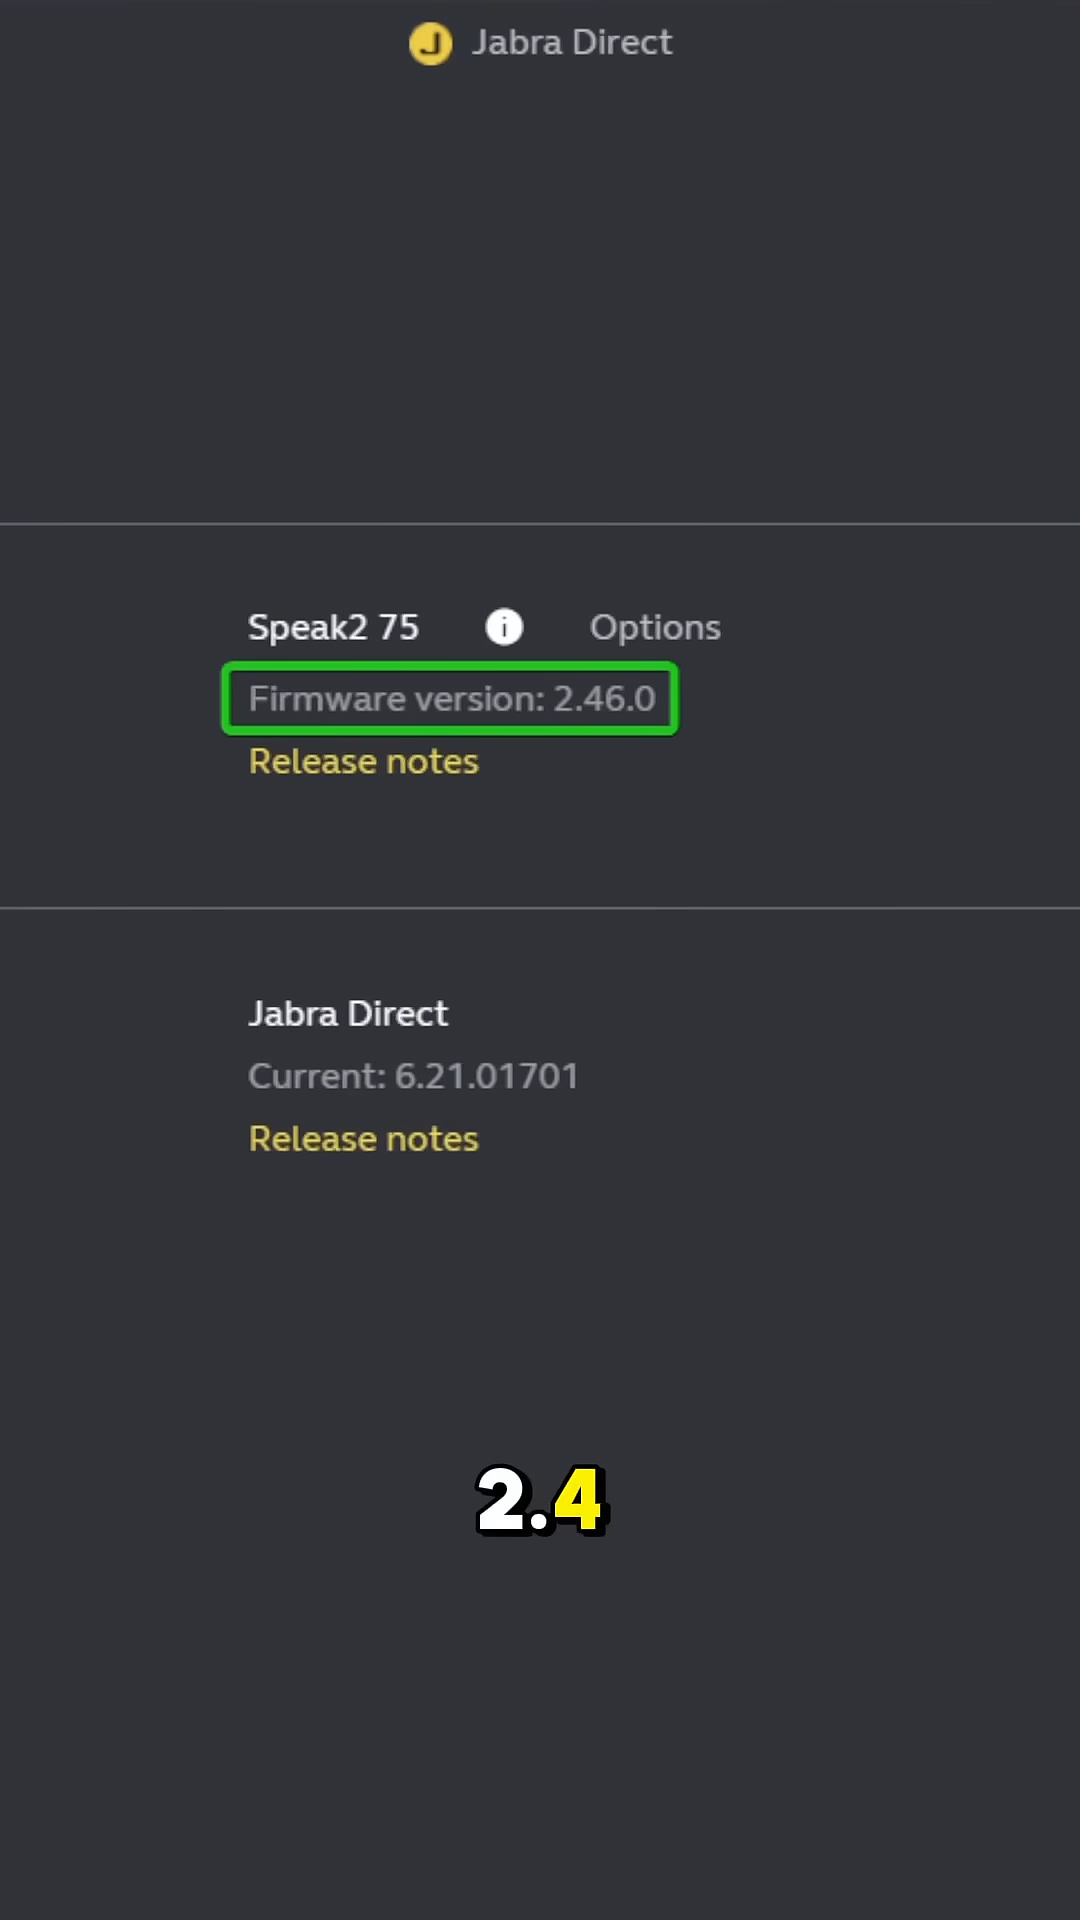 Jabra Direct
Speak2 75 i Options
Firmware version: 2.46.0
Release notes
Jabra Direct
Current: 6.21.01701
Release notes
2.4